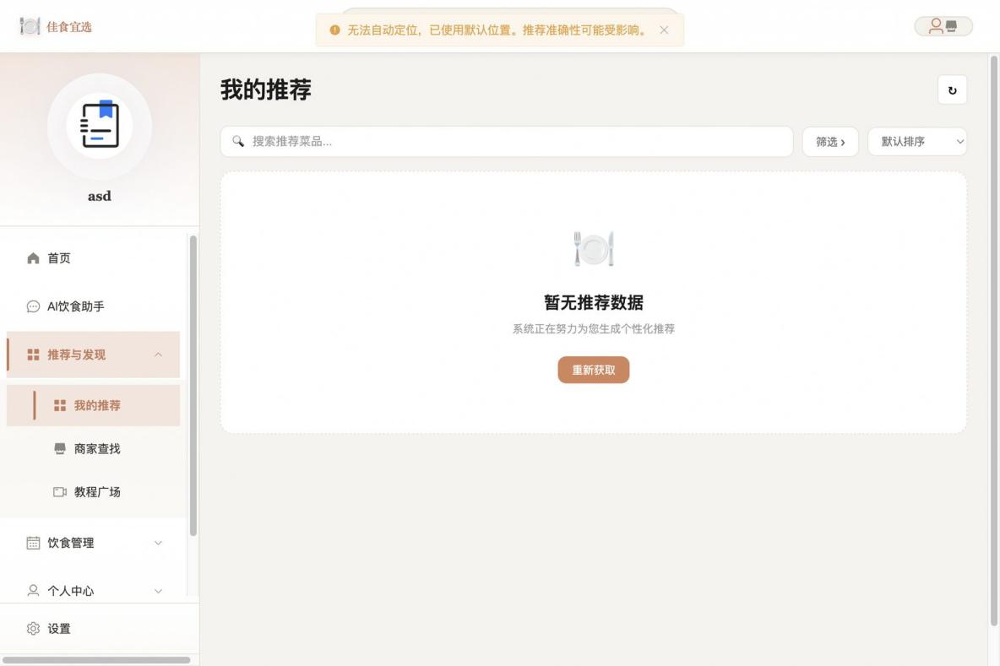 佳食宜选
无法自动定位，已使用默认位置。推荐准确性可能受影响。
asd
首页
AI饮食助手
推荐与发现
我的推荐
商家查找
教程广场
饮食管理
个人中心
设置
我的推荐
搜索推荐菜品...
筛选 ›
默认排序
暂无推荐数据
系统正在努力为您生成个性化推荐
重新获取